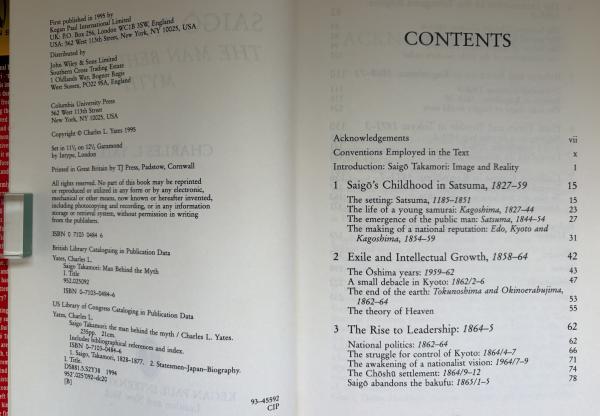 First published in 1995 by
Kegan Paul International Limited
UK: P.O. Box 256, London WC1B 3SW, England
USA: 562 West 113th Street, New York, NY 10025, USA
Distributed by
John Wiley & Sons Limited
Southern Cross Trading Estate
1 Oldlands Way, Bognor Regis
West Sussex, PO22 9SA, England
Columbia University Press
562 West 113th Street
New York, NY 10025, USA
Copyright © Charles L. Yates 1995
Set in 11½ on 12½ Garamond
by Intype, London
Printed in Great Britain by TJ Press, Padstow, Cornwall
All rights reserved. No part of this book may be reprinted
or reproduced or utilized in any form or by any electronic,
mechanical or other means, now known or hereafter invented,
including photocopying and recording, or in any information
storage or retrieval system, without permission in writing
from the publishers.
ISBN 0 7103 0484 6
British Library Cataloguing in Publication Data
Yates, Charles L.
Saigo Takamori: Man Behind the Myth
I. Title
952.025092
ISBN 0-7103-0484-6
US Library of Congress Cataloging in Publication Data
Yates, Charles L.
Saigo Takamori the man behind the myth / Charles L. Yates.
235pp. 21cm.
Includes bibliographical references and index.
ISBN 0-7103-0484-6
1. Saigo, Takamori, 1828-1877. 2. Statesmen-Japan-Biography.
I. Title.
952'.025'092-dc20
[B]
93-45592
CIP
CONTENTS
Acknowledgements vii
Conventions Employed in the Text x
Introduction: Saigō Takamori: Image and Reality 1
1 Saigō's Childhood in Satsuma, 1827–59 15
The setting: Satsuma, 1185–1851 15
The life of a young samurai: Kagoshima, 1827–44 23
The emergence of the public man: Satsuma, 1844–54 27
The making of a national reputation: Edo, Kyoto and
Kagoshima, 1854–59 31
2 Exile and Intellectual Growth, 1858–64 42
The Ōshima years: 1959–62 43
A small debacle in Kyoto: 1862/2–6 47
The end of the earth: Tokunoshima and Okinoerabujima,
1862–64 53
The theory of Heaven 55
3 The Rise to Leadership: 1864–5 62
National politics: 1862–64 62
The struggle for control of Kyoto: 1864/4–7 66
The awakening of a nationalist vision: 1964/7–9 71
The Chōshū settlement: 1864/9–12 74
Saigō abandons the bakufu: 1865/1–5 78